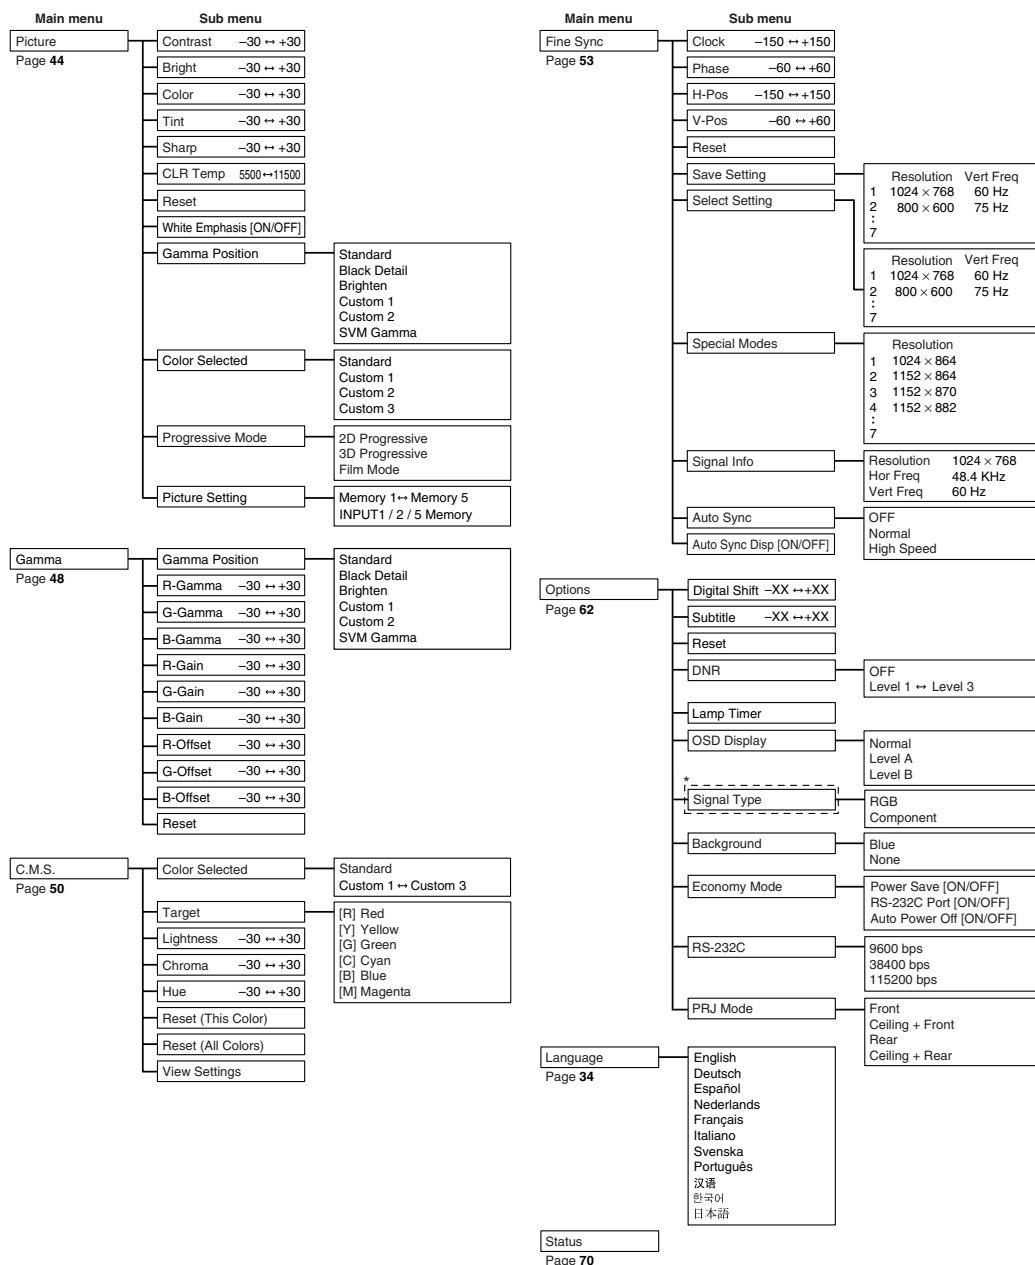 Main menu Sub menu
Picture
Page 44
Contrast –30 ↔ +30
Bright –30 ↔ +30
Color –30 ↔ +30
Tint –30 ↔ +30
Sharp –30 ↔ +30
CLR Temp 5500↔11500
Reset
White Emphasis [ON/OFF]
Gamma Position
Standard
Black Detail
Brighten
Custom 1
Custom 2
SVM Gamma
Color Selected
Standard
Custom 1
Custom 2
Custom 3
Progressive Mode
2D Progressive
3D Progressive
Film Mode
Picture Setting
Memory 1↔ Memory 5
INPUT1 / 2 / 5 Memory
Gamma
Page 48
Gamma Position
Standard
Black Detail
Brighten
Custom 1
Custom 2
SVM Gamma
R-Gamma –30 ↔ +30
G-Gamma –30 ↔ +30
B-Gamma –30 ↔ +30
R-Gain –30 ↔ +30
G-Gain –30 ↔ +30
B-Gain –30 ↔ +30
R-Offset –30 ↔ +30
G-Offset –30 ↔ +30
B-Offset –30 ↔ +30
Reset
C.M.S.
Page 50
Color Selected
Standard
Custom 1 ↔ Custom 3
Target
[R] Red
[Y] Yellow
[G] Green
[C] Cyan
[B] Blue
[M] Magenta
Lightness –30 ↔ +30
Chroma –30 ↔ +30
Hue –30 ↔ +30
Reset (This Color)
Reset (All Colors)
View Settings
Main menu Sub menu
Fine Sync
Page 53
Clock –150 ↔ +150
Phase –60 ↔ +60
H-Pos –150 ↔ +150
V-Pos –60 ↔ +60
Reset
Save Setting
Resolution Vert Freq
1 1024 × 768 60 Hz
2 800 × 600 75 Hz
:
7
Select Setting
Resolution Vert Freq
1 1024 × 768 60 Hz
2 800 × 600 75 Hz
:
7
Special Modes
Resolution
1 1024 × 864
2 1152 × 864
3 1152 × 870
4 1152 × 882
:
7
Signal Info
Resolution 1024 × 768
Hor Freq 48.4 KHz
Vert Freq 60 Hz
Auto Sync
OFF
Normal
High Speed
Auto Sync Disp [ON/OFF]
Options
Page 62
Digital Shift –XX ↔+XX
Subtitle –XX ↔+XX
Reset
DNR
OFF
Level 1 ↔ Level 3
Lamp Timer
OSD Display
Normal
Level A
Level B
*
Signal Type
RGB
Component
Background
Blue
None
Economy Mode
Power Save [ON/OFF]
RS-232C Port [ON/OFF]
Auto Power Off [ON/OFF]
RS-232C
9600 bps
38400 bps
115200 bps
PRJ Mode
Front
Ceiling + Front
Rear
Ceiling + Rear
Language
Page 34
English
Deutsch
Español
Nederlands
Français
Italiano
Svenska
Português
汉语
한국어
日本語
Status
Page 70